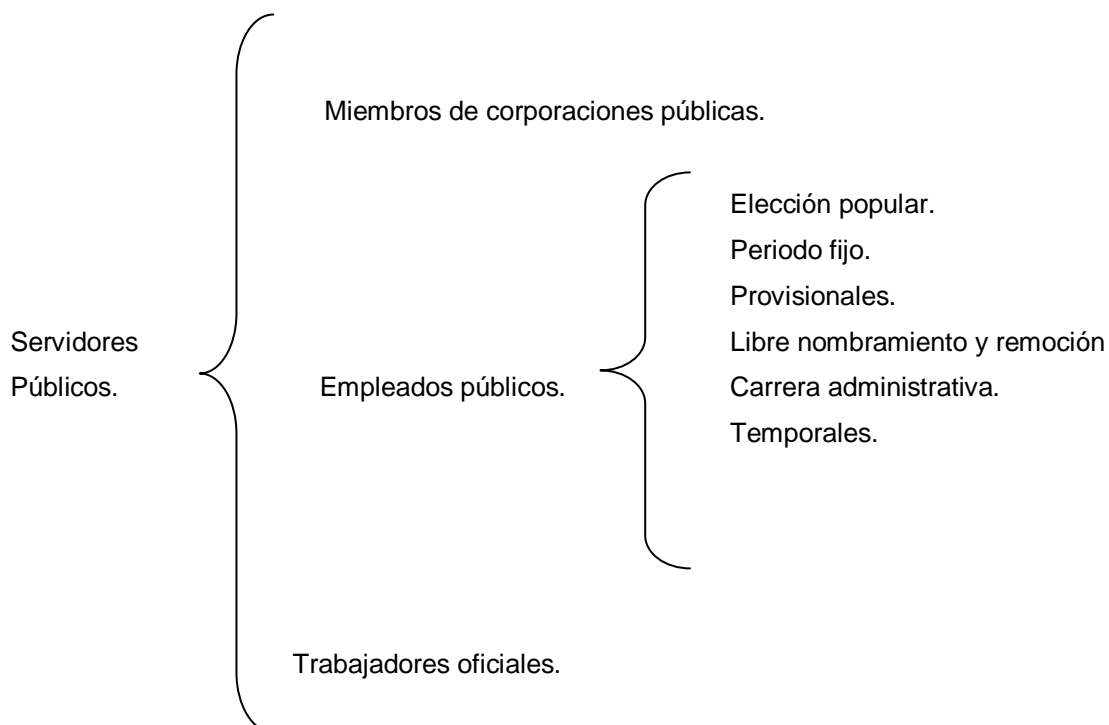 Servidores
Públicos.
Miembros de corporaciones públicas.
Empleados públicos.
Elección popular.
Periodo fijo.
Provisionales.
Libre nombramiento y remoción
Carrera administrativa.
Temporales.
Trabajadores oficiales.